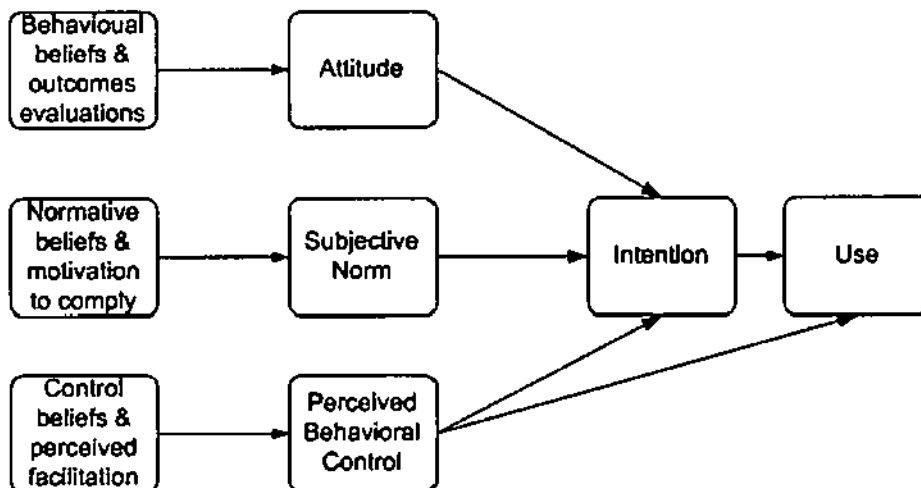 Behavioual
beliefs &
outcomes
evaluations
Attitude
Normative
beliefs &
motivation
to comply
Subjective
Norm
Intention
Use
Control
beliefs &
perceived
facilitation
Perceived
Behavioral
Control